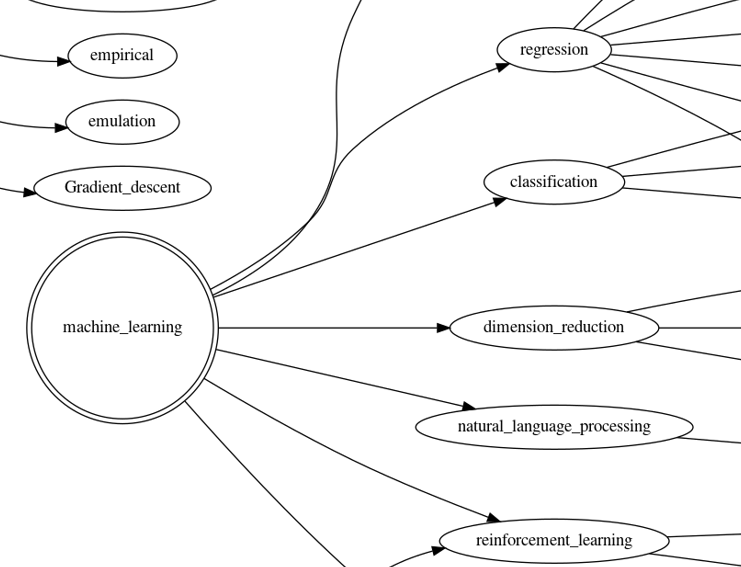 empirical
emulation
Gradient_descent
machine_learning
regression
classification
dimension_reduction
natural_language_processing
reinforcement_learning